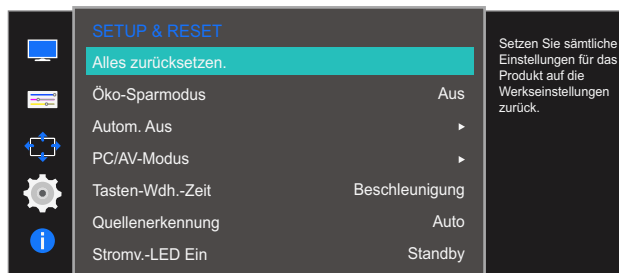 SETUP & RESET
Alles zurücksetzen.
Öko-Sparmodus Aus
Autom. Aus
PC/AV-Modus
Tasten-Wdh.-Zeit Beschleunigung
Quellenerkennung Auto
Stromv.-LED Ein Standby
Setzen Sie sämtliche
Einstellungen für das
Produkt auf die
Werkseinstellungen
zurück.